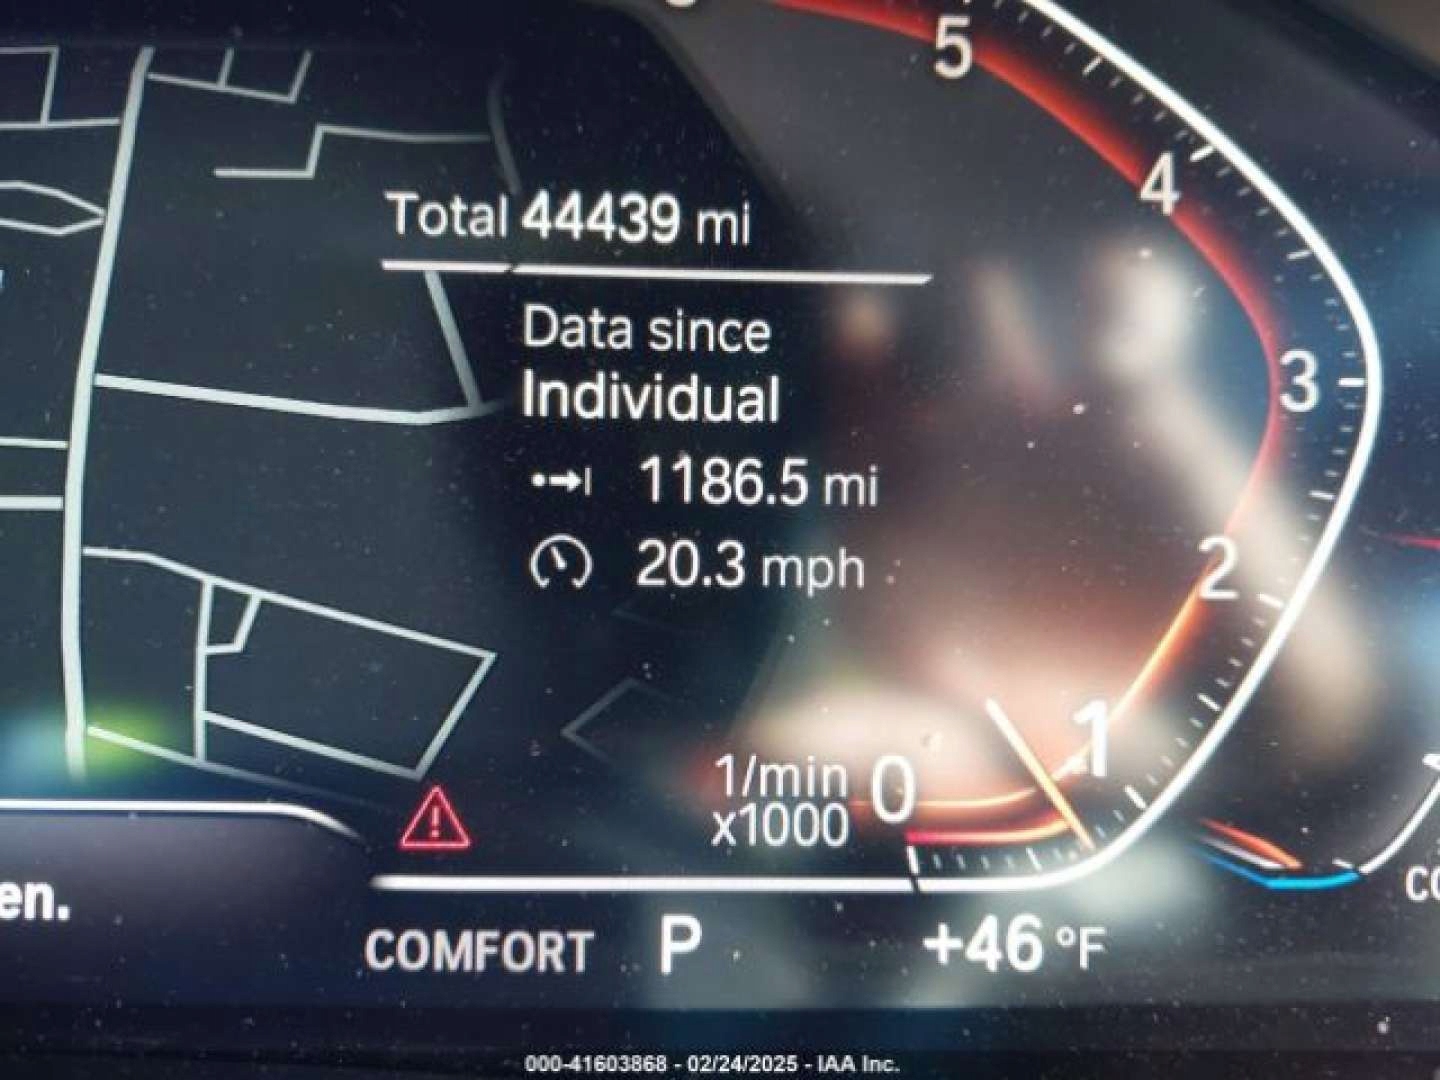 5
4
Total 44439 mi
Data since
3
Individual
1186.5 mi
2
20.3 mph
1
1/min 0
x1000
en.
COMFORT P +46 °F
000-41603868 - 02/24/2025 - IAA Inc.